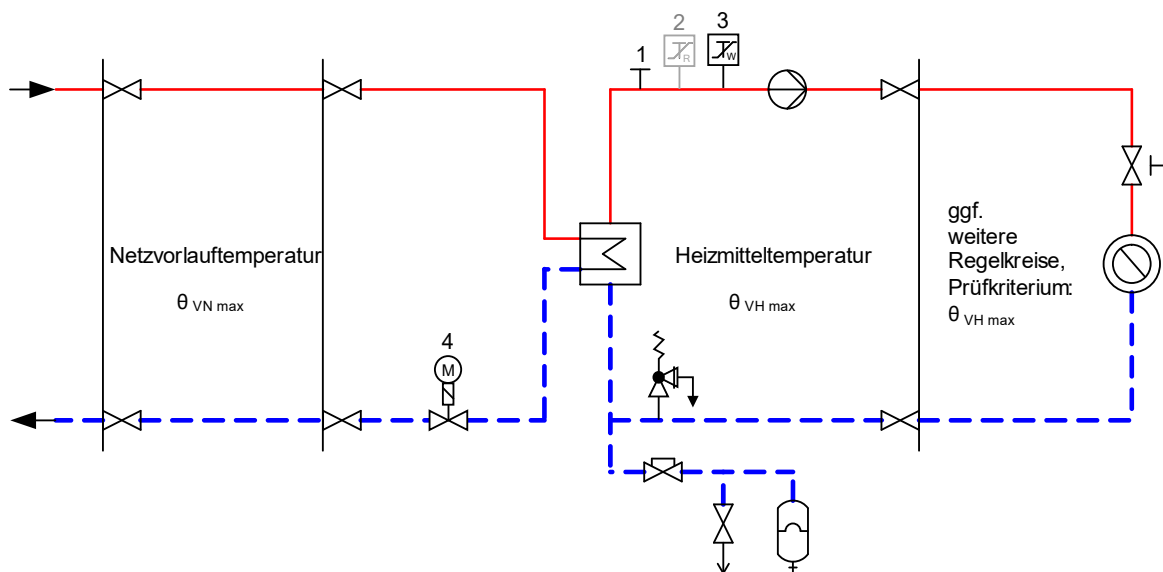 1
2
3
R
W
Netzvorlauftemperatur
θ VN max
Heizmitteltemperatur
θ VH max
ggf.
weitere
Regelkreise,
Prüfkriterium:
θ VH max
4
M